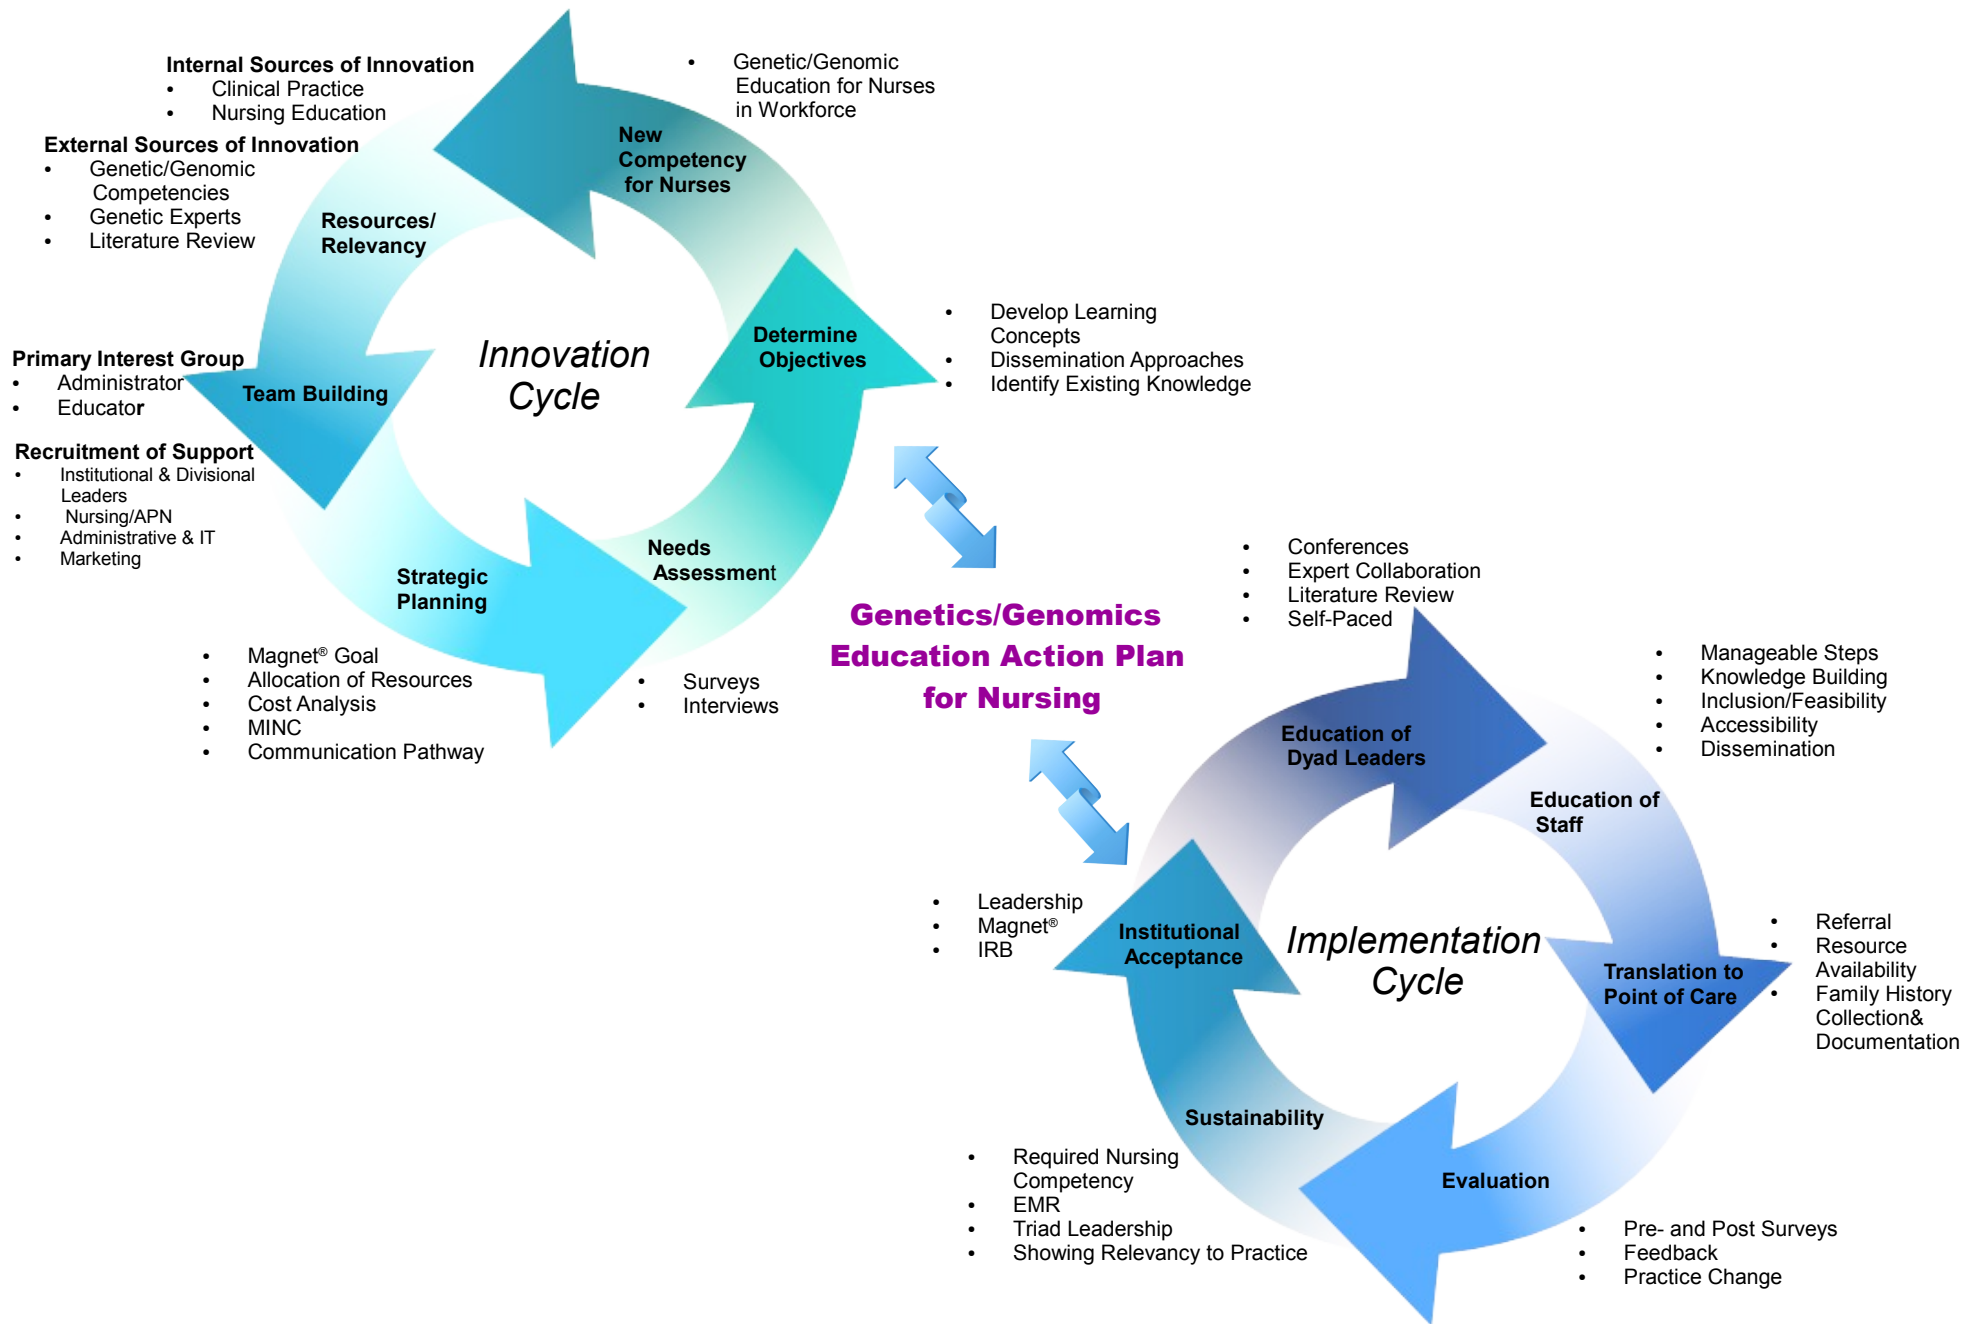 Internal Sources of Innovation
• Clinical Practice
• Nursing Education
External Sources of Innovation
• Genetic/Genomic
Competencies
• Genetic Experts
• Literature Review
• Genetic/Genomic
Education for Nurses
in Workforce
New
Competency
for Nurses
Resources/
Relevancy
Primary Interest Group
• Administrator
• Educator
Team Building
Innovation
Cycle
Determine
Objectives
• Develop Learning
Concepts
• Dissemination Approaches
• Identify Existing Knowledge
Recruitment of Support
• Institutional & Divisional
Leaders
• Nursing/APN
• Administrative & IT
• Marketing
Strategic
Planning
Needs
Assessment
• Magnet® Goal
• Allocation of Resources
• Cost Analysis
• MINC
• Communication Pathway
• Surveys
• Interviews
Genetics/Genomics
Education Action Plan
for Nursing
• Conferences
• Expert Collaboration
• Literature Review
• Self-Paced
Education of
Dyad Leaders
• Manageable Steps
• Knowledge Building
• Inclusion/Feasibility
• Accessibility
• Dissemination
Education of
Staff
• Leadership
• Magnet®
• IRB
Institutional
Acceptance
Implementation
Cycle
Translation to
Point of Care
• Referral
• Resource
Availability
• Family History
Collection&
Documentation
Sustainability
• Required Nursing
Competency
• EMR
• Triad Leadership
• Showing Relevancy to Practice
Evaluation
• Pre- and Post Surveys
• Feedback
• Practice Change